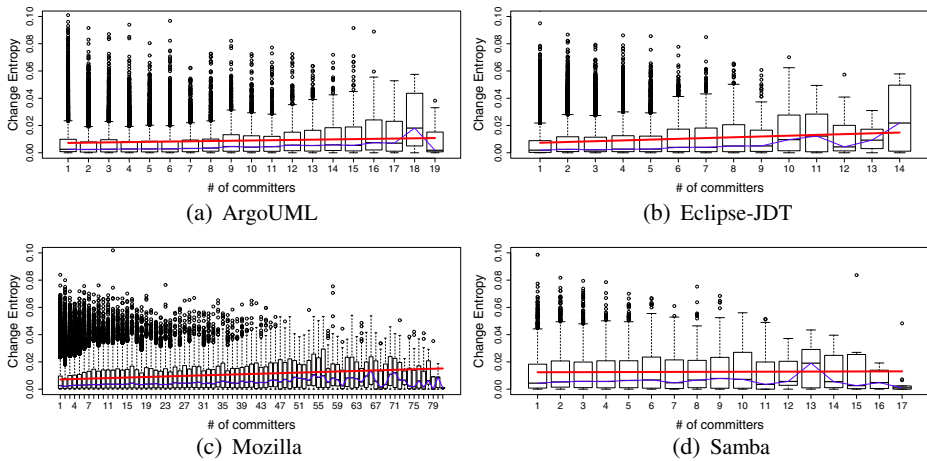 Change Entropy
0.00 0.02 0.04 0.06 0.08 0.10
1 2 3 4 5 6 7 8 9 10 11 12 13 14 15 16 17 18 19
# of committers
(a) ArgoUML
Change Entropy
0.00 0.02 0.04 0.06 0.08 0.10
1 2 3 4 5 6 7 8 9 10 11 12 13 14
# of committers
(b) Eclipse-JDT
Change Entropy
0.00 0.02 0.04 0.06 0.08 0.10
1 4 7 11 15 19 23 27 31 35 39 43 47 51 55 59 63 67 71 75 79
# of committers
(c) Mozilla
Change Entropy
0.00 0.02 0.04 0.06 0.08 0.10
1 2 3 4 5 6 7 8 9 10 11 12 13 14 15 16 17
# of committers
(d) Samba